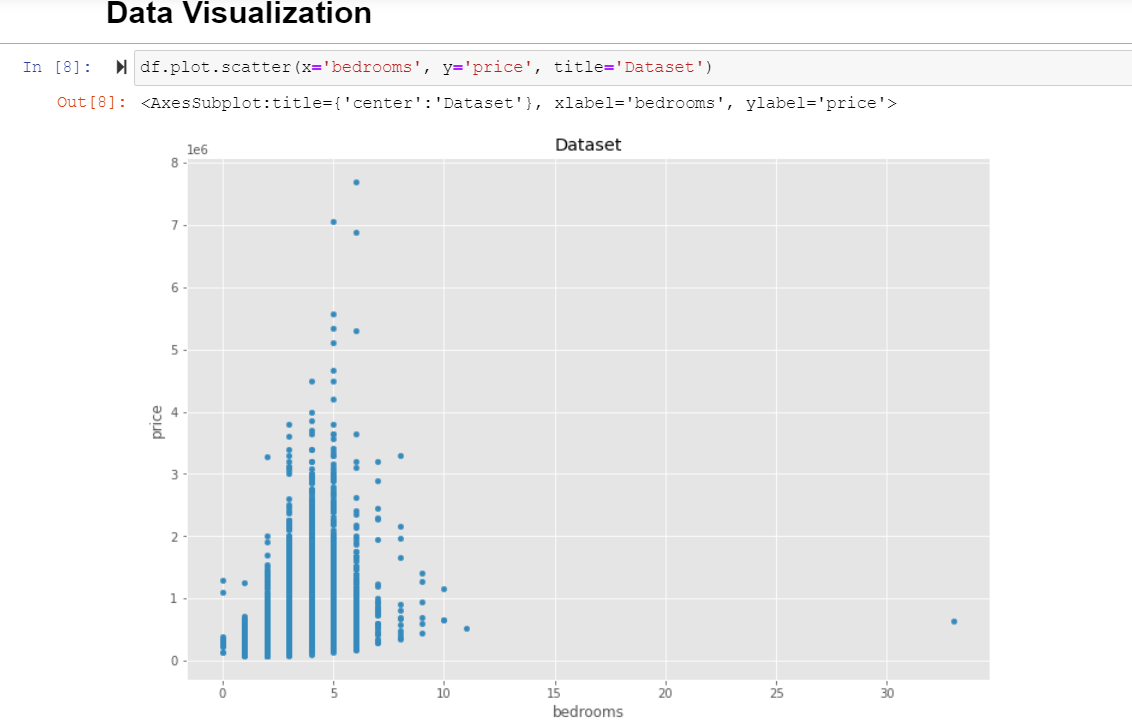 Data Visualization
In [8]: df.plot.scatter(x='bedrooms', y='price', title='Dataset')
Out[8]: <AxesSubplot:title={'center':'Dataset'}, xlabel='bedrooms', ylabel='price'>
Dataset
1e6
8
7
6
5
4
3
2
1
0
price
0 5 10 15 20 25 30
bedrooms